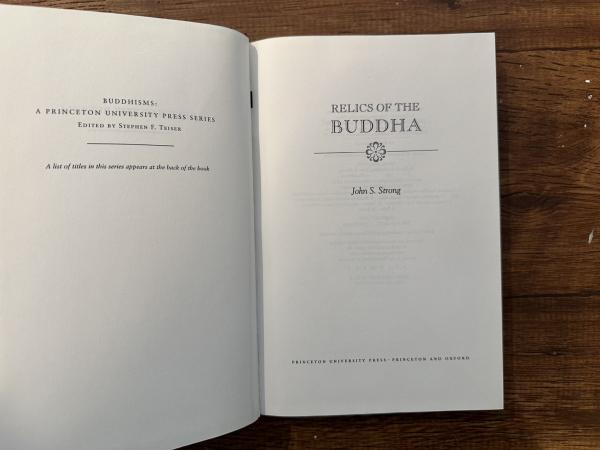 BUDDHISMS:
A PRINCETON UNIVERSITY PRESS SERIES
EDITED BY STEPHEN F. TEISER
A list of titles in this series appears at the back of the book
RELICS OF THE
BUDDHA
John S. Strong
PRINCETON UNIVERSITY PRESS · PRINCETON AND OXFORD